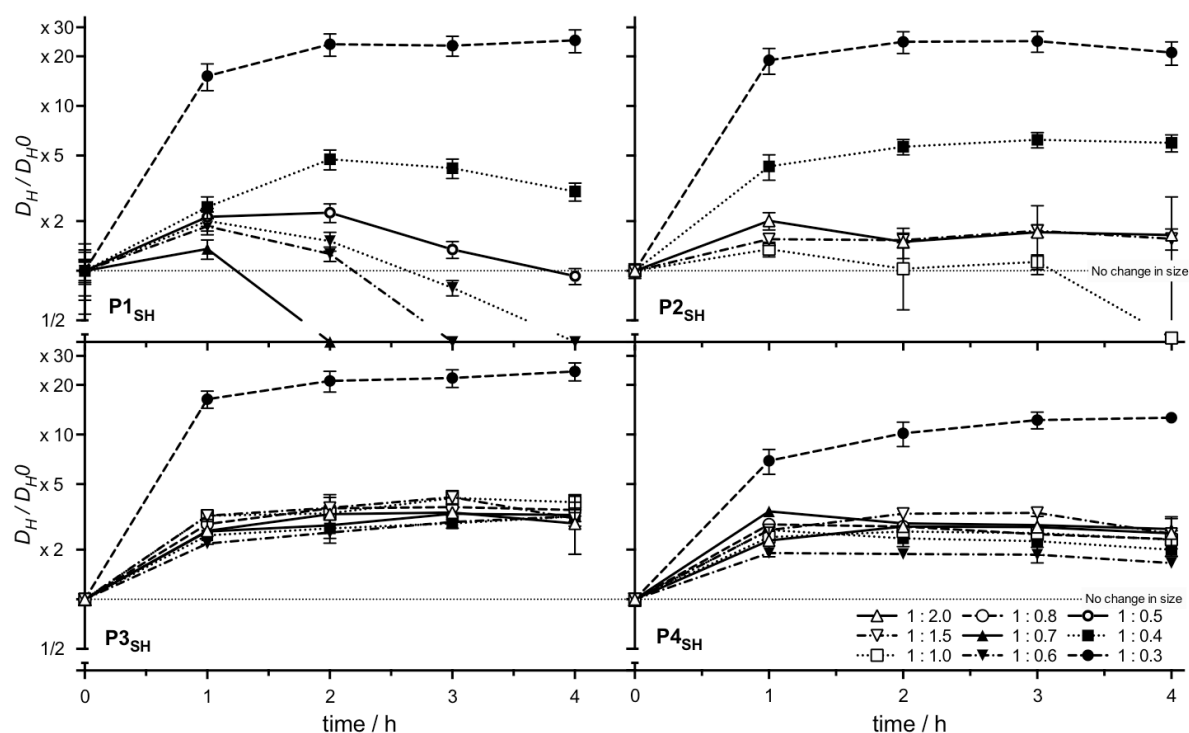 x 30
x 20
x 10
x 5
x 2
1/2
D_H / D_H0
P1_SH
P2_SH
No change in size
x 30
x 20
x 10
x 5
x 2
1/2
D_H / D_H0
P3_SH
P4_SH
No change in size
1 : 2.0 1 : 0.8 1 : 0.5
1 : 1.5 1 : 0.7 1 : 0.4
1 : 1.0 1 : 0.6 1 : 0.3
0 1 2 3 4 0 1 2 3 4
time / h time / h